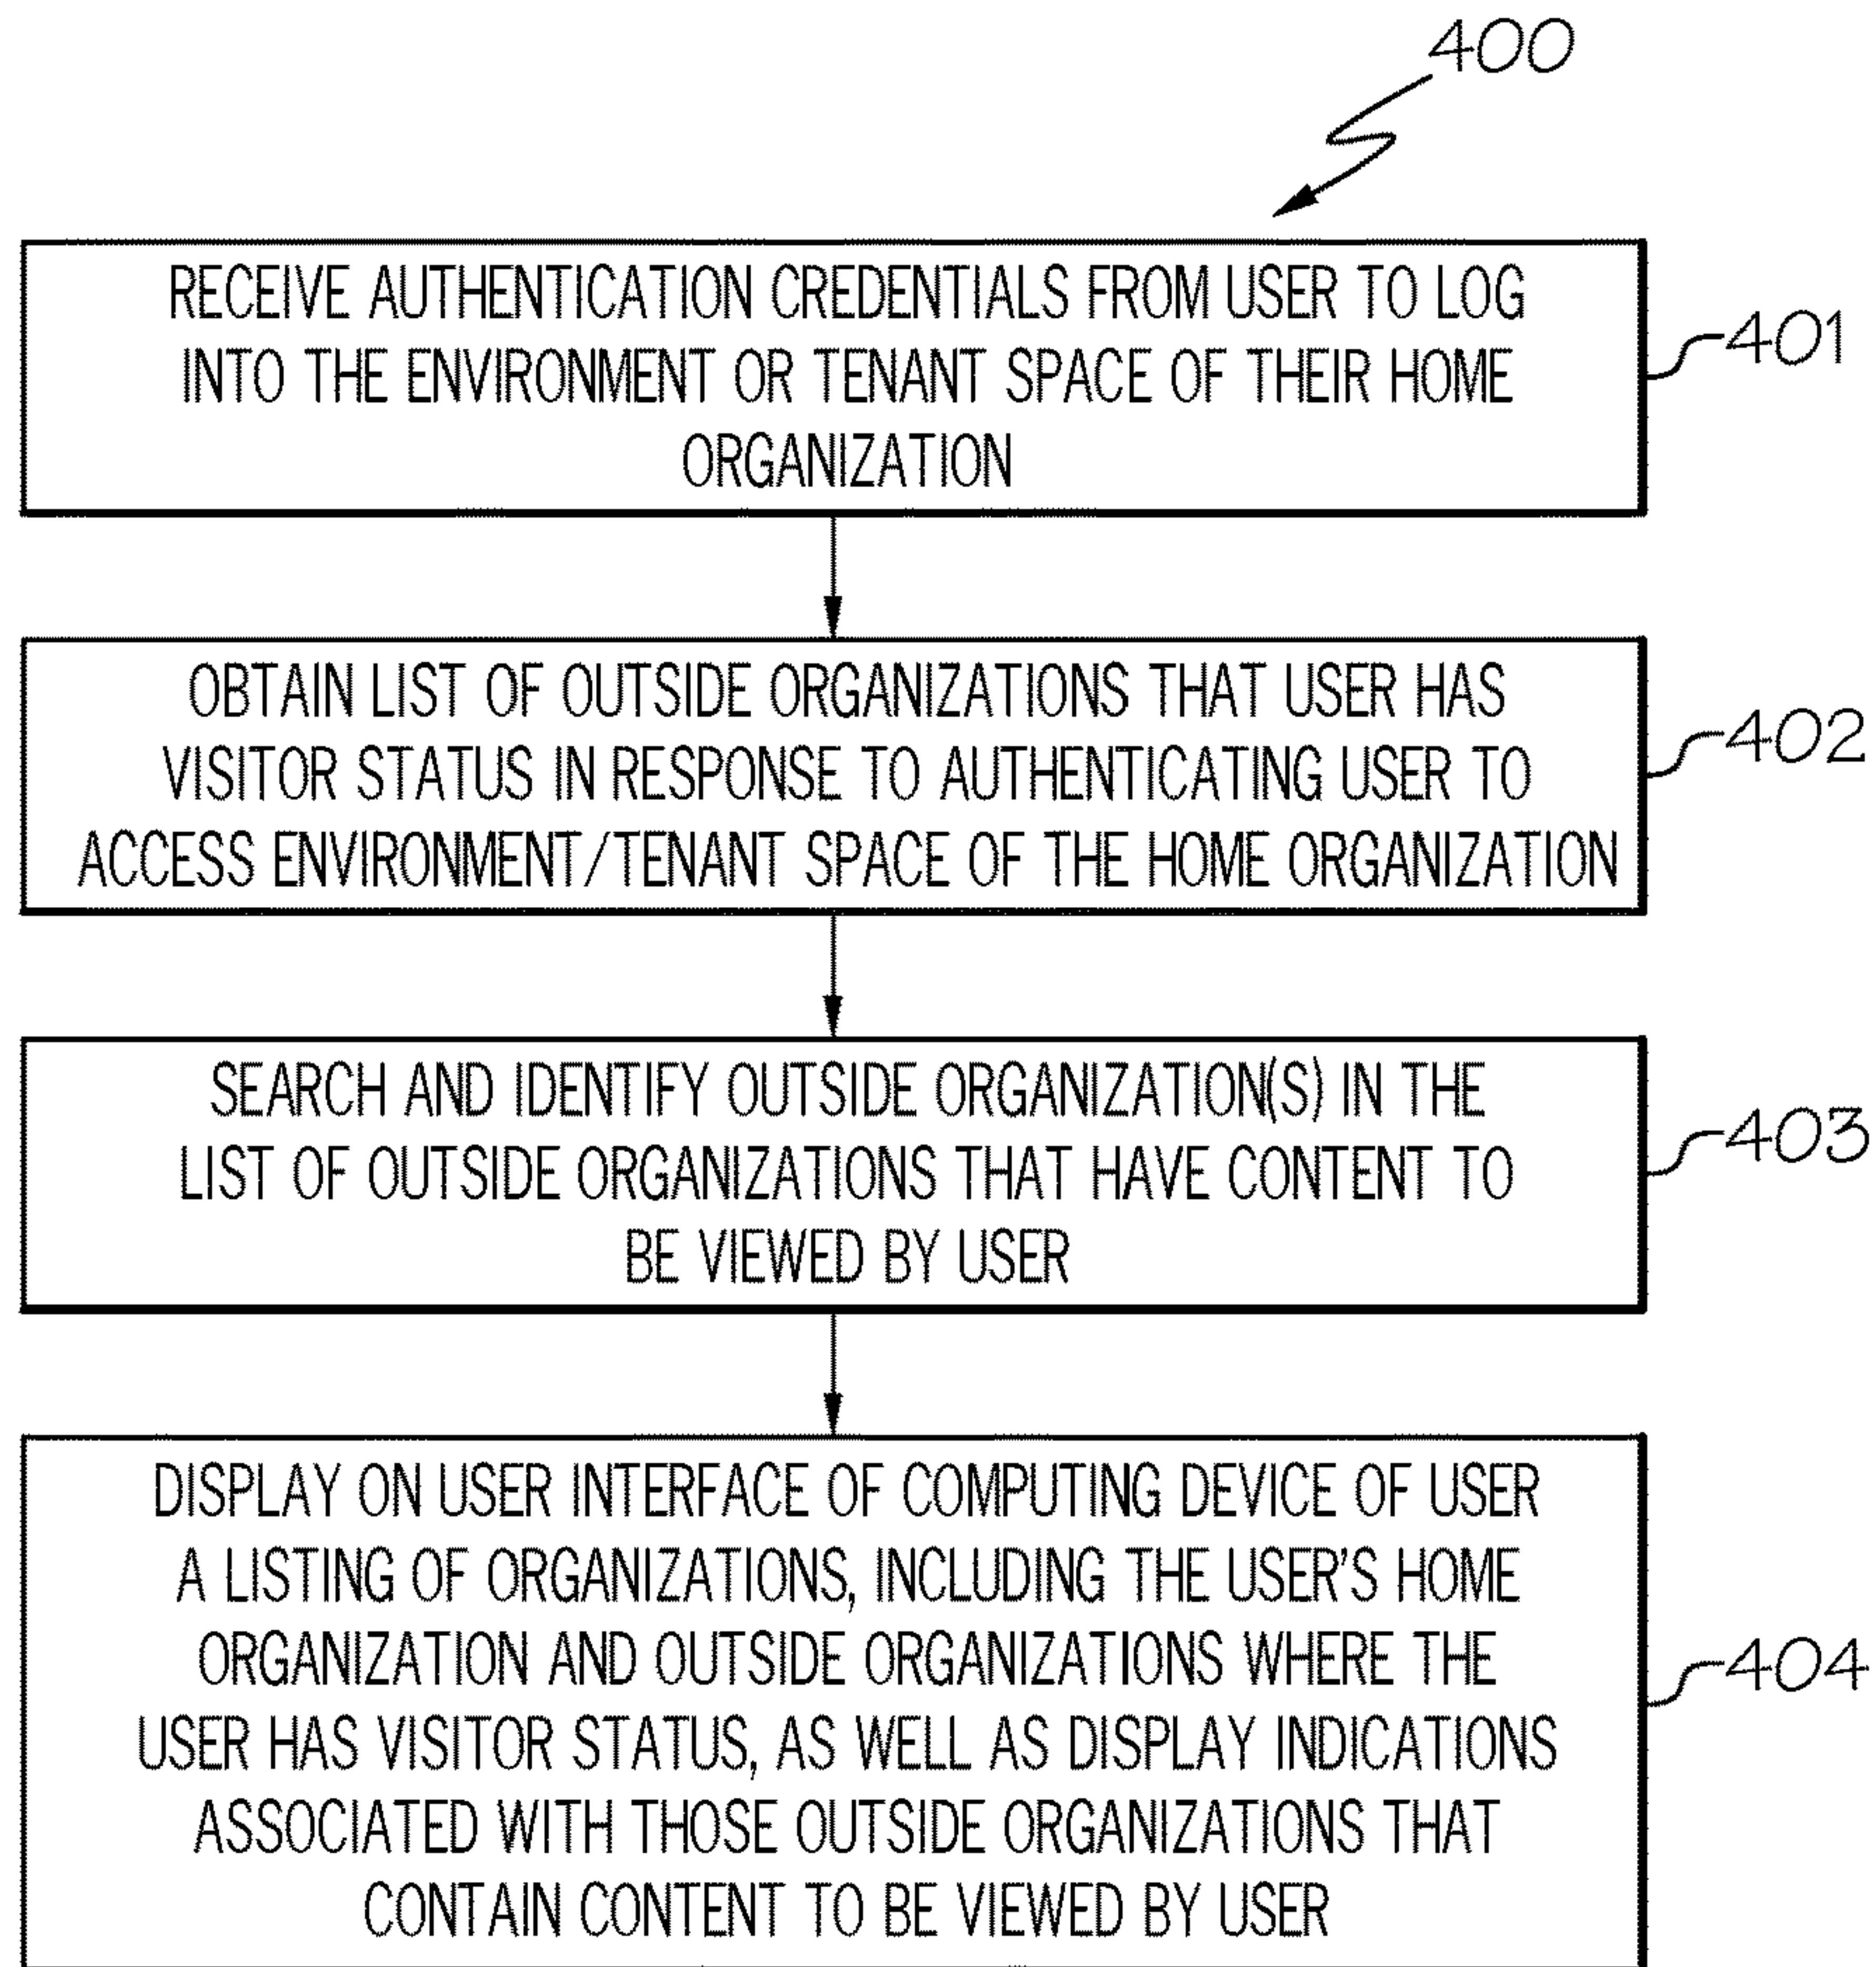 400
RECEIVE AUTHENTICATION CREDENTIALS FROM USER TO LOG
INTO THE ENVIRONMENT OR TENANT SPACE OF THEIR HOME
ORGANIZATION
401
OBTAIN LIST OF OUTSIDE ORGANIZATIONS THAT USER HAS
VISITOR STATUS IN RESPONSE TO AUTHENTICATING USER TO
ACCESS ENVIRONMENT/TENANT SPACE OF THE HOME ORGANIZATION
402
SEARCH AND IDENTIFY OUTSIDE ORGANIZATION(S) IN THE
LIST OF OUTSIDE ORGANIZATIONS THAT HAVE CONTENT TO
BE VIEWED BY USER
403
DISPLAY ON USER INTERFACE OF COMPUTING DEVICE OF USER
A LISTING OF ORGANIZATIONS, INCLUDING THE USER'S HOME
ORGANIZATION AND OUTSIDE ORGANIZATIONS WHERE THE
USER HAS VISITOR STATUS, AS WELL AS DISPLAY INDICATIONS
ASSOCIATED WITH THOSE OUTSIDE ORGANIZATIONS THAT
CONTAIN CONTENT TO BE VIEWED BY USER
404